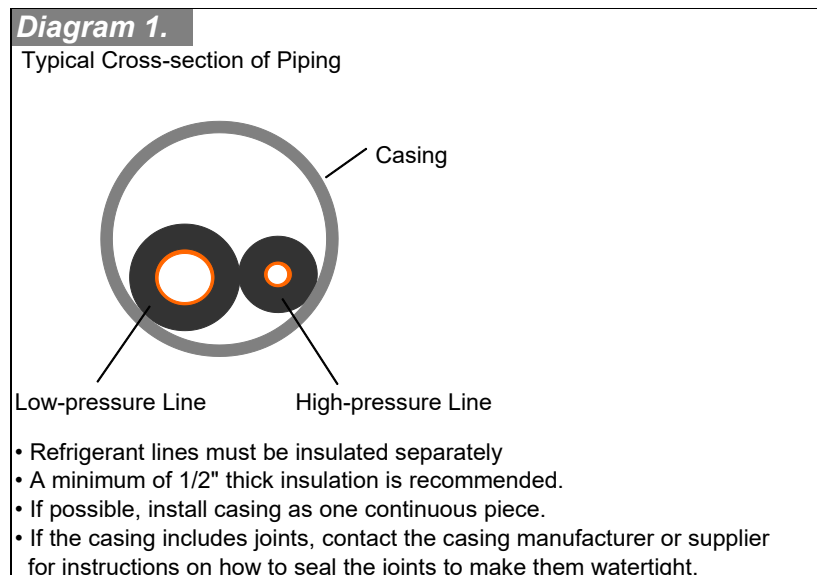 Diagram 1.
Typical Cross-section of Piping
Casing
Low-pressure Line
High-pressure Line
• Refrigerant lines must be insulated separately
• A minimum of 1/2" thick insulation is recommended.
• If possible, install casing as one continuous piece.
• If the casing includes joints, contact the casing manufacturer or supplier
for instructions on how to seal the joints to make them watertight.